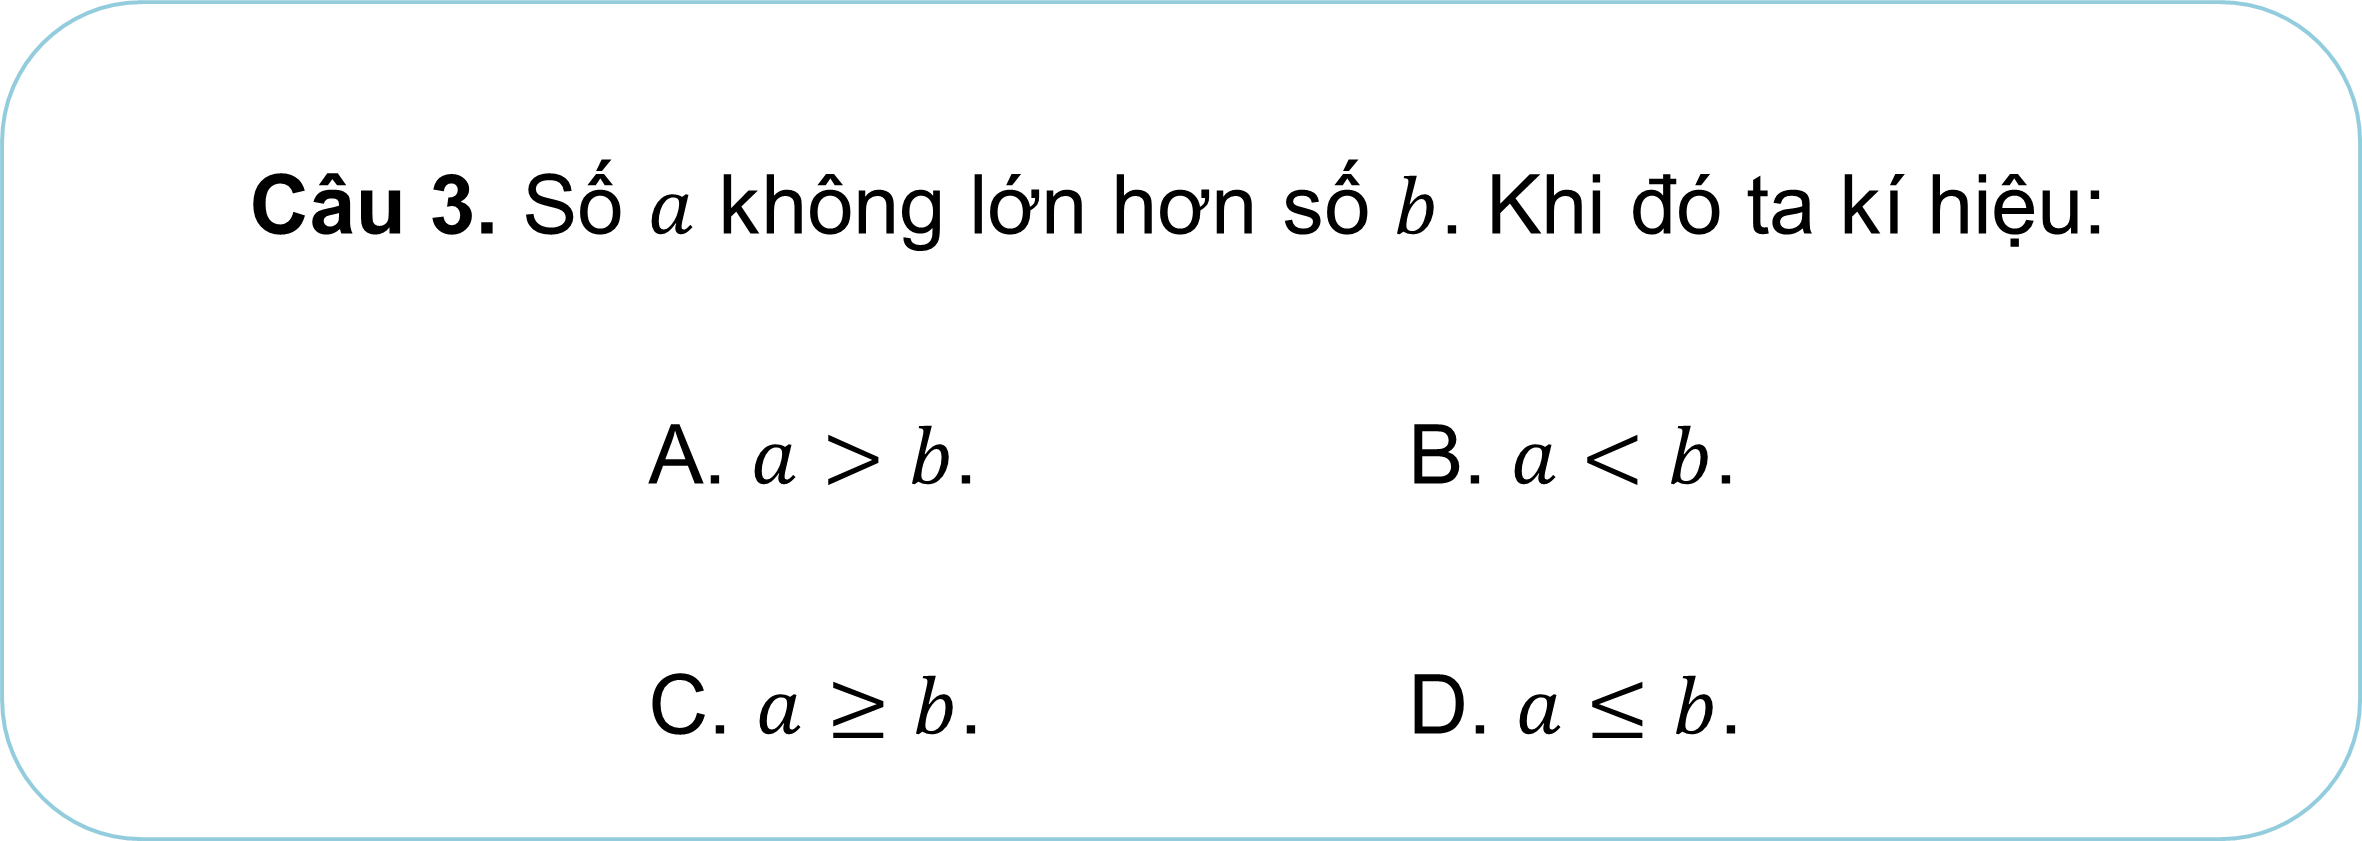 Câu 3. Số a không lớn hơn số b. Khi đó ta kí hiệu:
A. a > b. B. a < b.
C. a ≥ b. D. a ≤ b.